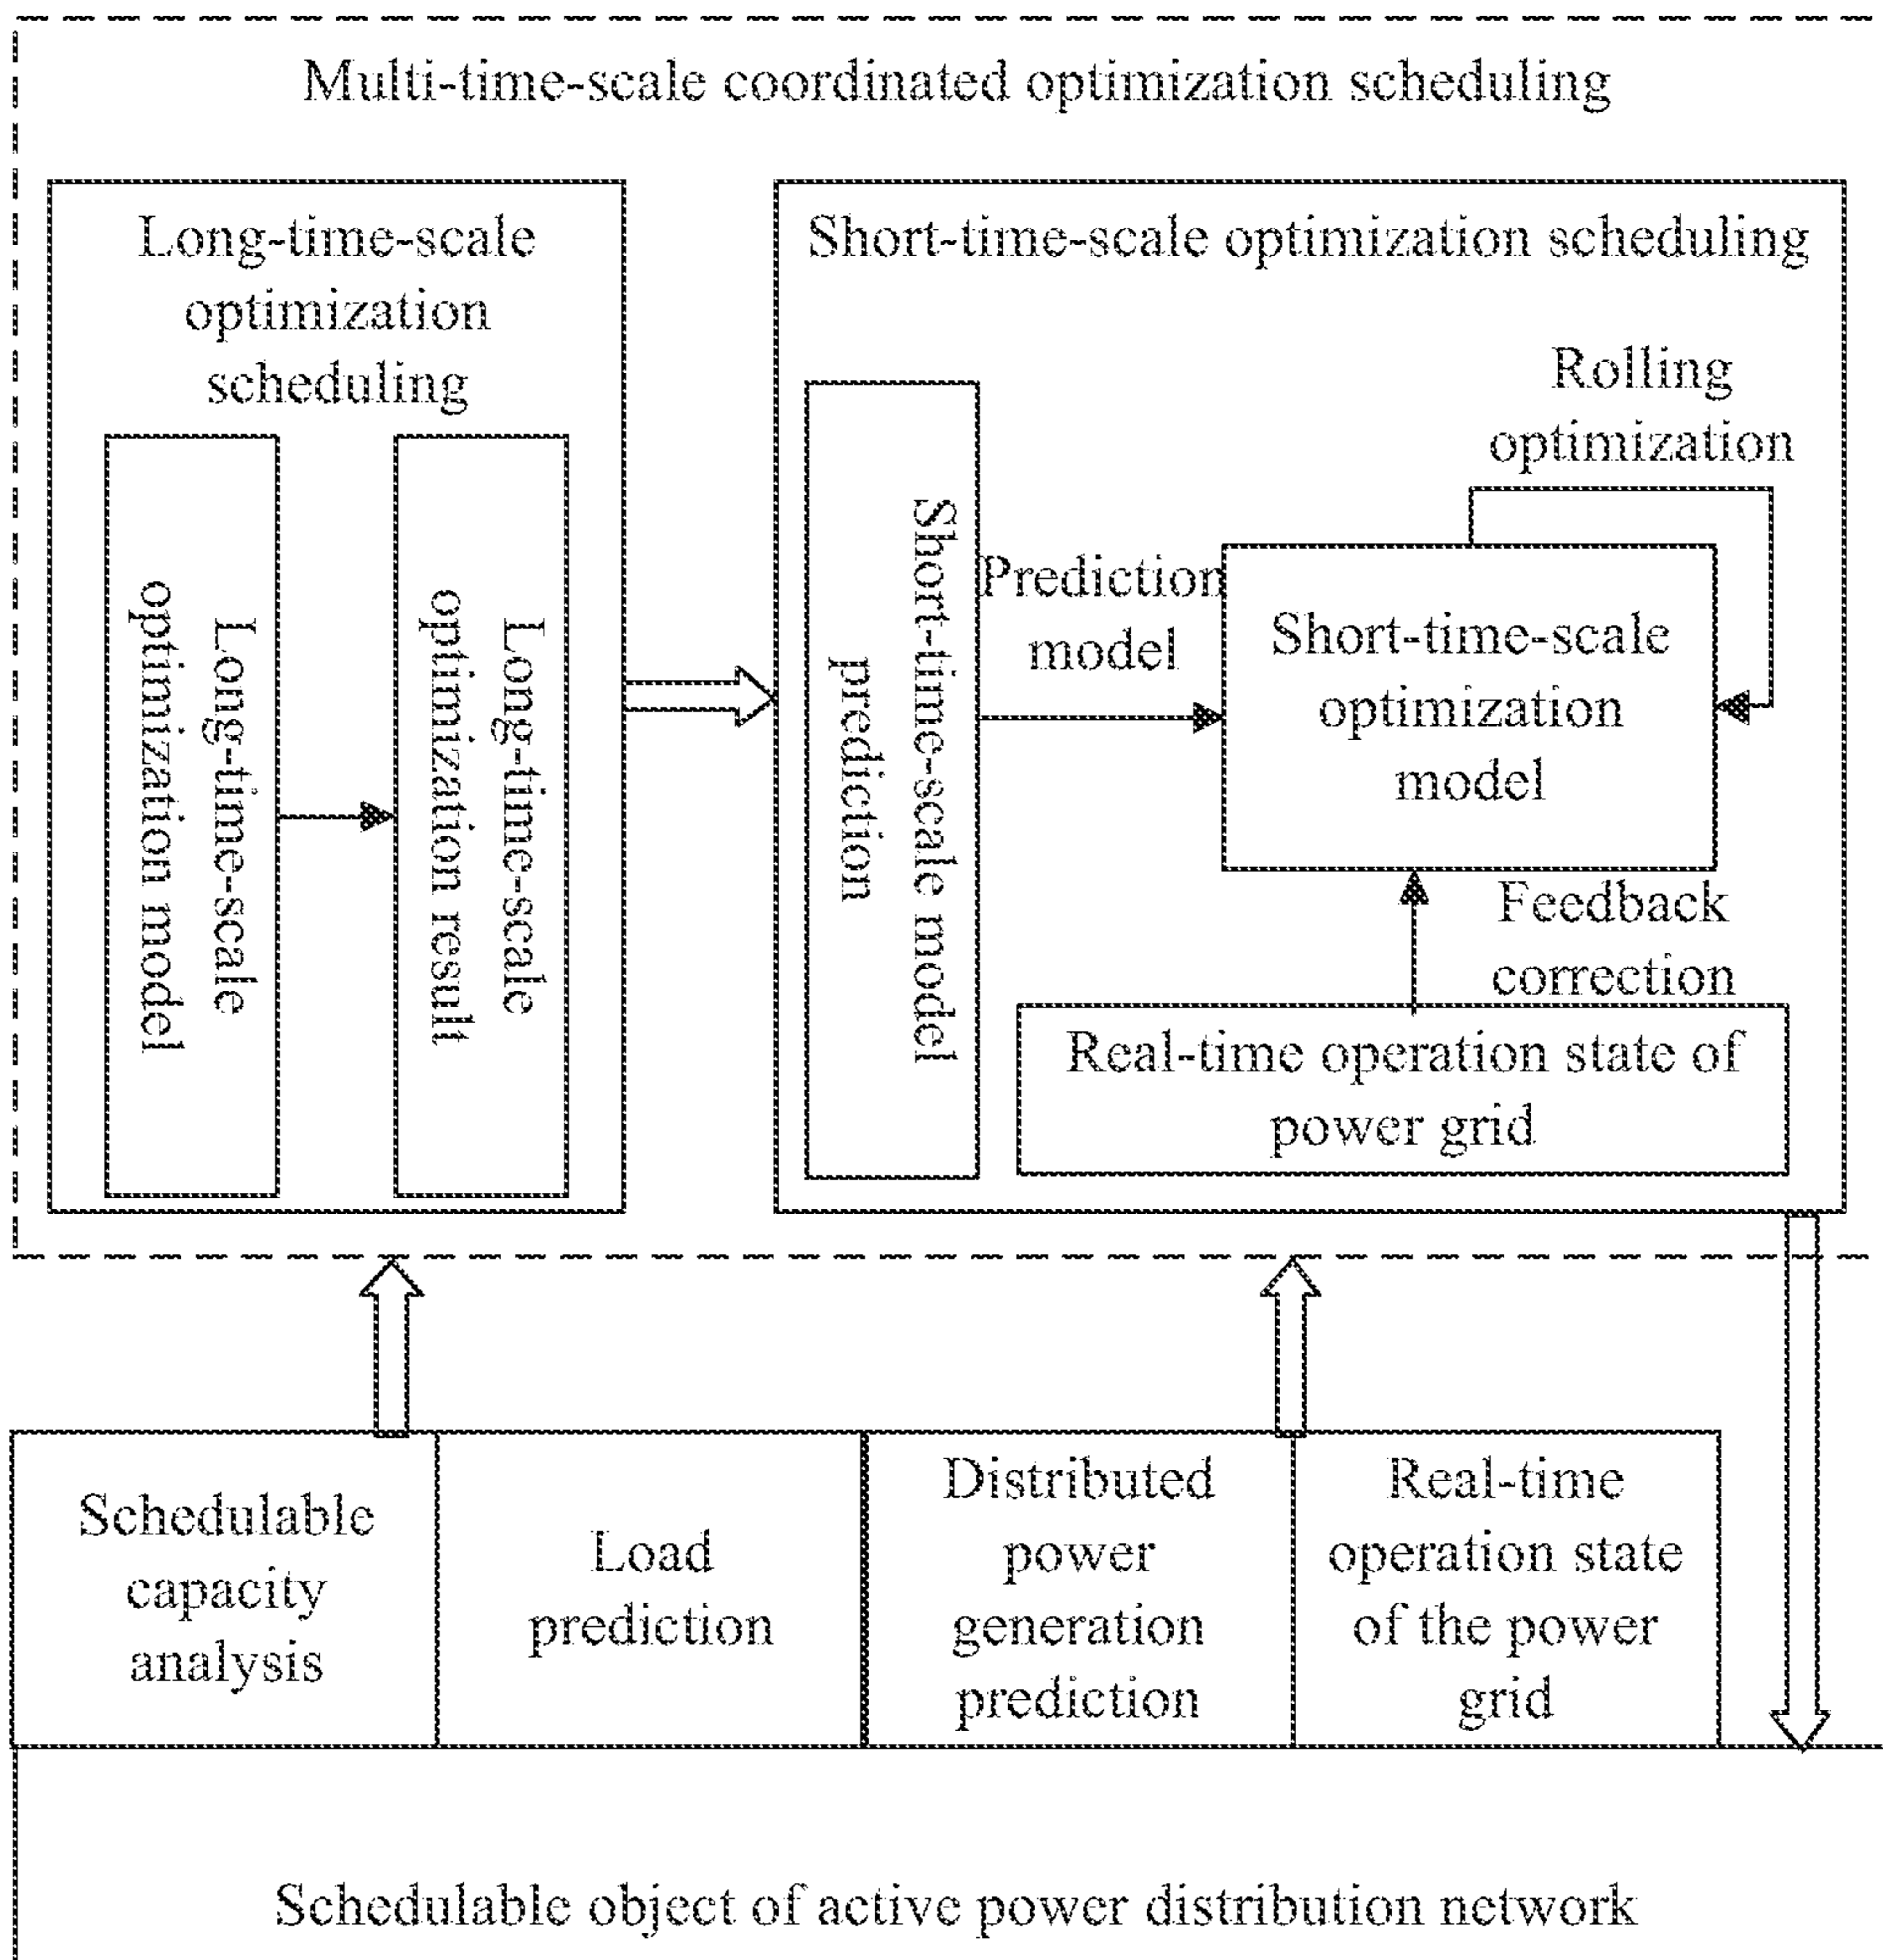 Multi-time-scale coordinated optimization scheduling
Long-time-scale
optimization
scheduling
Long-time-scale
optimization model
Long-time-scale
optimization result
Short-time-scale optimization scheduling
Short-time-scale model
prediction
Prediction
model
Rolling
optimization
Short-time-scale
optimization
model
Feedback
correction
Real-time operation state of
power grid
Schedulable
capacity
analysis
Load
prediction
Distributed
power
generation
prediction
Real-time
operation state
of the power
grid
Schedulable object of active power distribution network